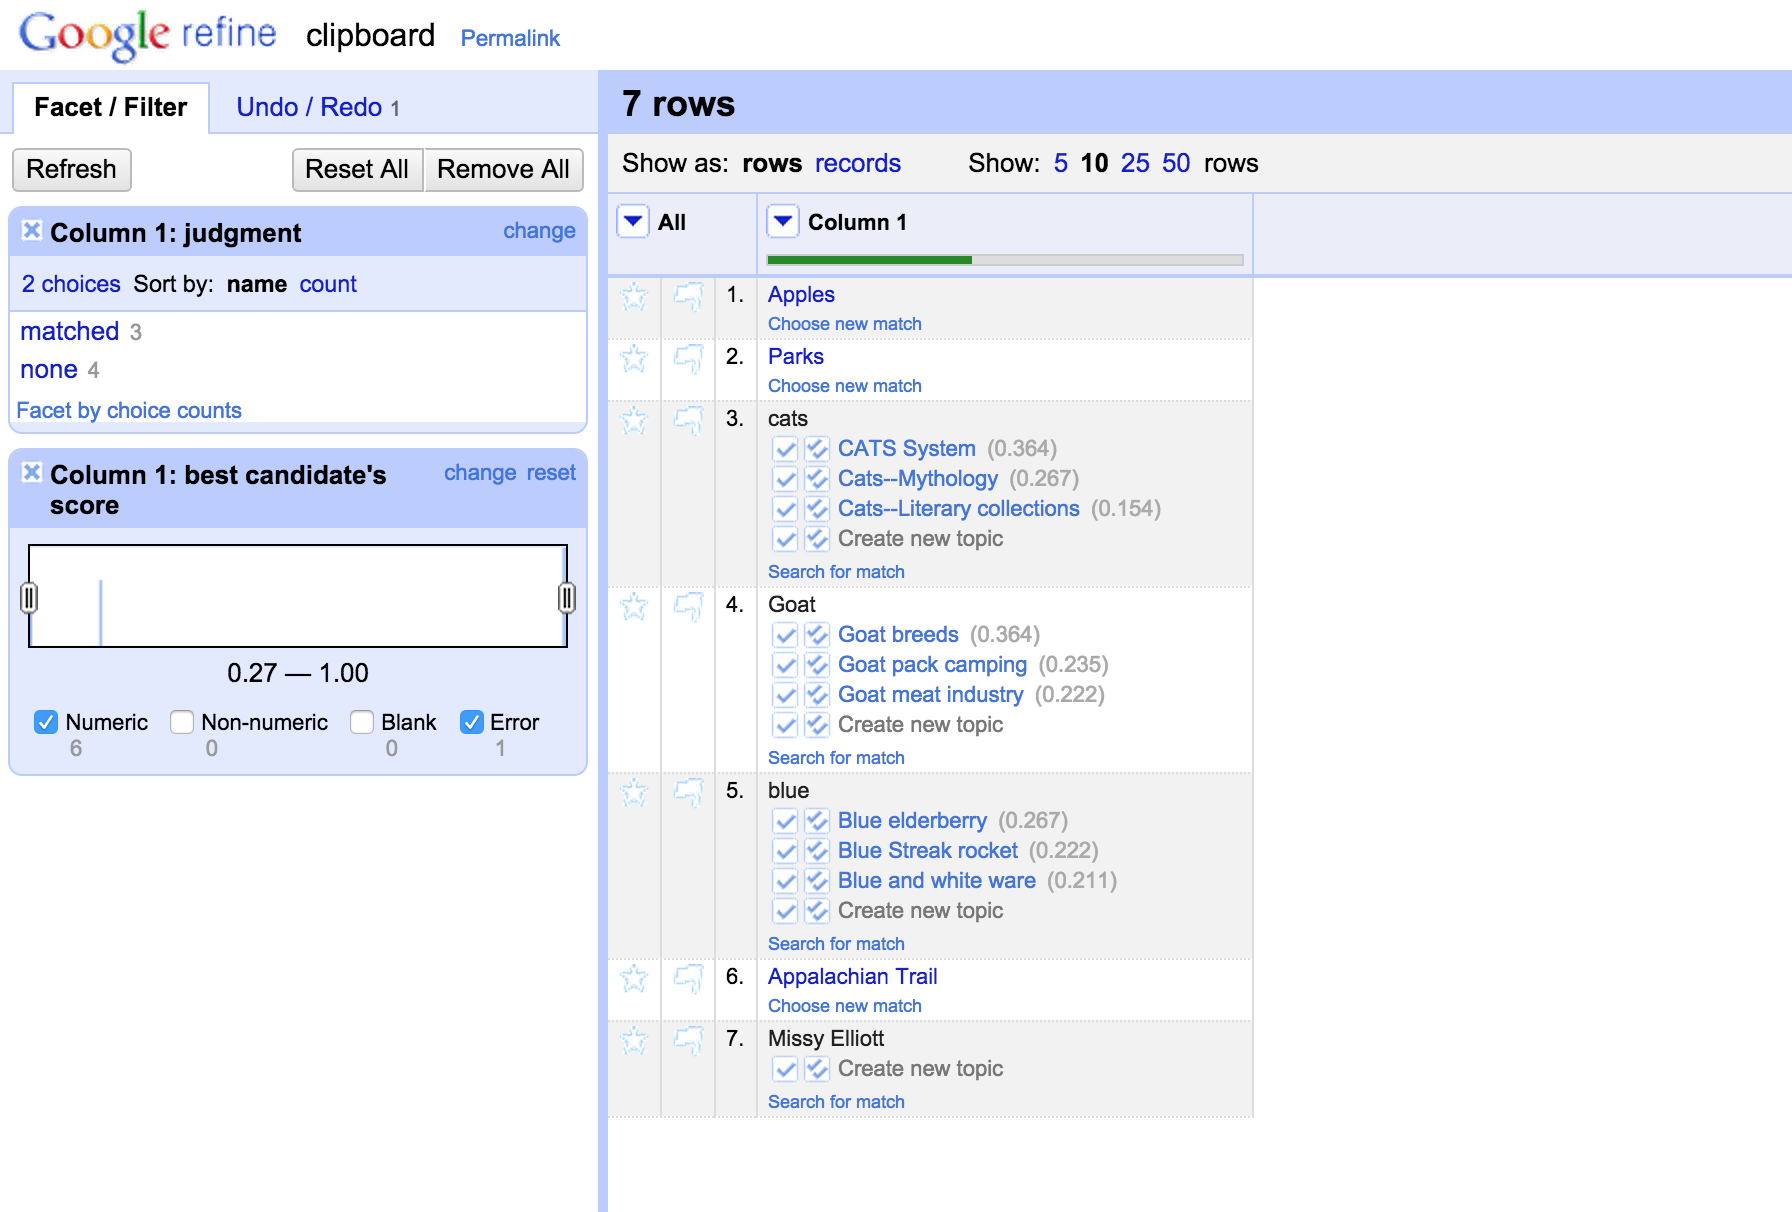 Google refine clipboard Permalink
Facet / Filter Undo / Redo 1
Refresh Reset All Remove All
Column 1: judgment change
2 choices Sort by: name count
matched 3
none 4
Facet by choice counts
Column 1: best candidate's score change reset
0.27 — 1.00
Numeric Non-numeric Blank Error
6 0 0 1
7 rows
Show as: rows records Show: 5 10 25 50 rows
All Column 1
1. Apples
Choose new match
2. Parks
Choose new match
3. cats
CATS System (0.364)
Cats--Mythology (0.267)
Cats--Literary collections (0.154)
Create new topic
Search for match
4. Goat
Goat breeds (0.364)
Goat pack camping (0.235)
Goat meat industry (0.222)
Create new topic
Search for match
5. blue
Blue elderberry (0.267)
Blue Streak rocket (0.222)
Blue and white ware (0.211)
Create new topic
Search for match
6. Appalachian Trail
Choose new match
7. Missy Elliott
Create new topic
Search for match